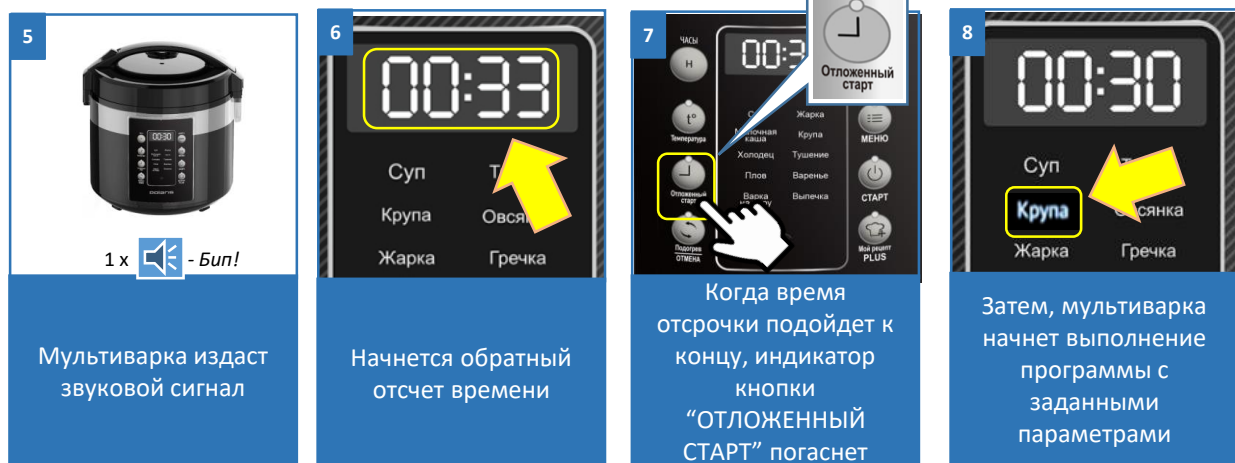 5
00:30
POLARIS
1 x - Бип!
Мультиварка издаст
звуковой сигнал
6
00:33
Суп
Крупа
Овсян
Жарка
Гречка
Начнется обратный
отсчет времени
7
ЧАСЫ
H
00:3
Отложенный
старт
t°
Температура
Жарка
Молочная
каша
Крупа
МЕНЮ
Холодец
Тушение
Плов
Варенье
Отложенный
старт
Варка
Выпечка
СТАРТ
Подогрев
ОТМЕНА
Мой рецепт
PLUS
Когда время
отсрочки подойдет к
концу, индикатор
кнопки
“ОТЛОЖЕННЫЙ
СТАРТ” погаснет
8
00:30
Суп
Крупа
Овсянка
Жарка
Гречка
Затем, мультиварка
начнет выполнение
программы с
заданными
параметрами